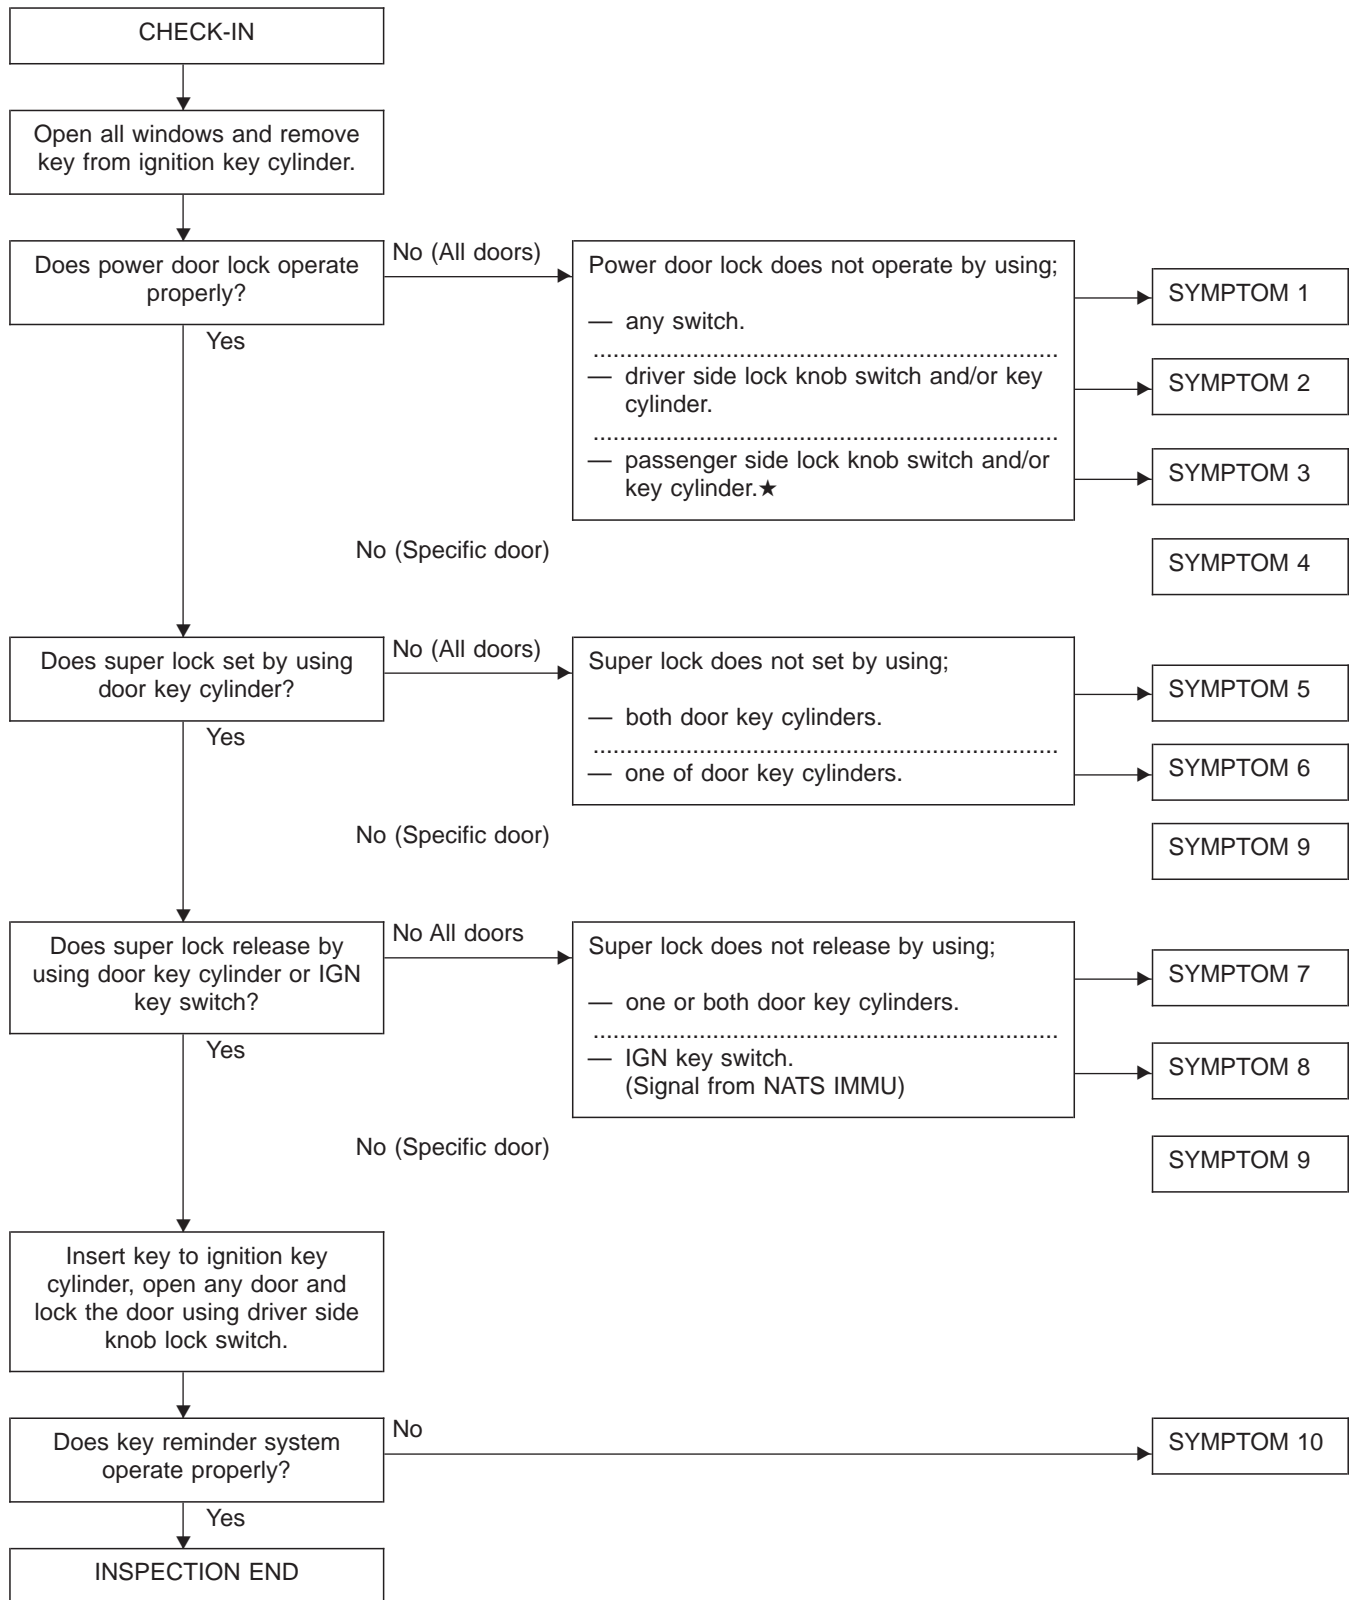 CHECK-IN
Open all windows and remove
key from ignition key cylinder.
Does power door lock operate
properly?
No (All doors)
Yes
Power door lock does not operate by using;
— any switch.
......................................................................
— driver side lock knob switch and/or key
cylinder.
......................................................................
— passenger side lock knob switch and/or
key cylinder.★
SYMPTOM 1
SYMPTOM 2
SYMPTOM 3
No (Specific door)
SYMPTOM 4
Does super lock set by using
door key cylinder?
No (All doors)
Yes
Super lock does not set by using;
— both door key cylinders.
......................................................................
— one of door key cylinders.
SYMPTOM 5
SYMPTOM 6
No (Specific door)
SYMPTOM 9
Does super lock release by
using door key cylinder or IGN
key switch?
No All doors
Yes
Super lock does not release by using;
— one or both door key cylinders.
......................................................................
— IGN key switch.
(Signal from NATS IMMU)
SYMPTOM 7
SYMPTOM 8
No (Specific door)
SYMPTOM 9
Insert key to ignition key
cylinder, open any door and
lock the door using driver side
knob lock switch.
Does key reminder system
operate properly?
No
SYMPTOM 10
Yes
INSPECTION END